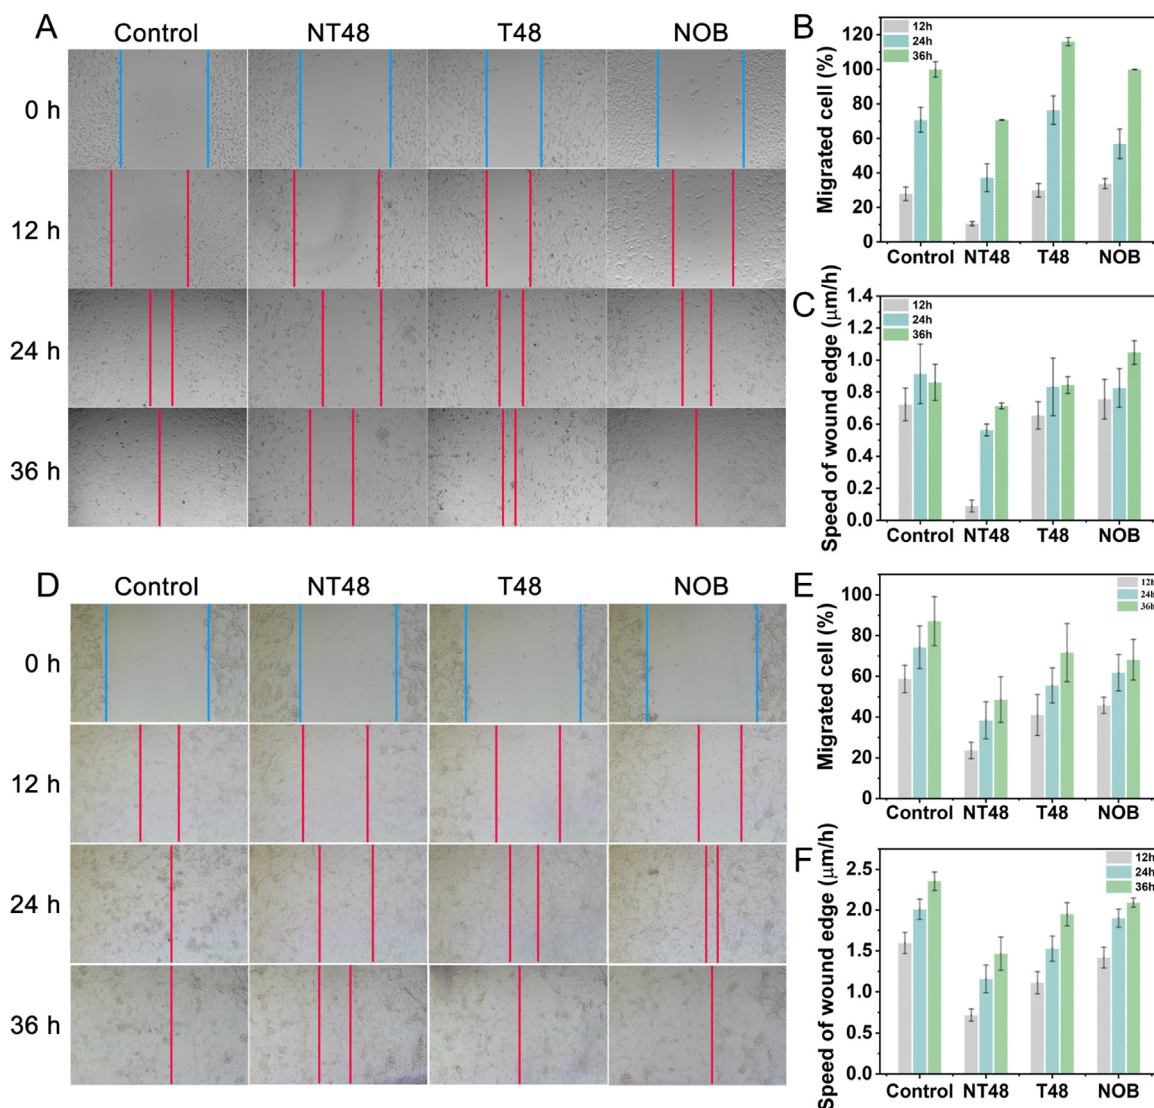 A
Control NT48 T48 NOB
0 h
12 h
24 h
36 h
B
12h
24h
36h
Migrated cell (%)
120
100
80
60
40
20
0
Control NT48 T48 NOB
C
12h
24h
36h
Speed of wound edge (μm/h)
1.4
1.2
1.0
0.8
0.6
0.4
0.2
0.0
Control NT48 T48 NOB
D
Control NT48 T48 NOB
0 h
12 h
24 h
36 h
E
12h
24h
36h
Migrated cell (%)
100
80
60
40
20
0
Control NT48 T48 NOB
F
12h
24h
36h
Speed of wound edge (μm/h)
2.5
2.0
1.5
1.0
0.5
0.0
Control NT48 T48 NOB